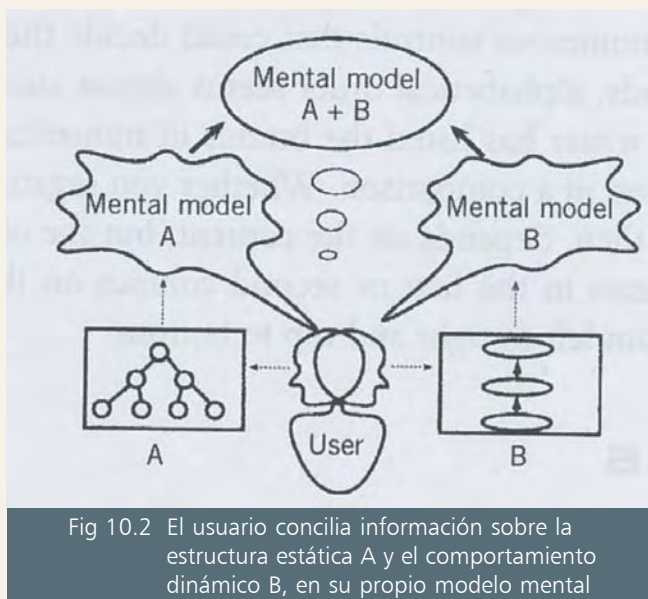 Mental model
A + B
Mental model
A
Mental model
B
User
A
B
Fig 10.2 El usuario concilia información sobre la
estructura estática A y el comportamiento
dinámico B, en su propio modelo mental